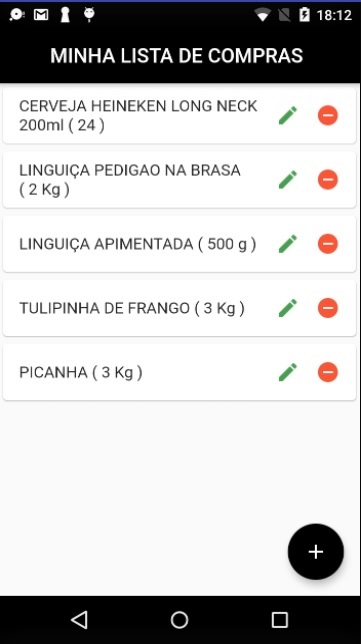 18:12
MINHA LISTA DE COMPRAS
CERVEJA HEINEKEN LONG NECK
200ml ( 24 )
LINGUIÇA PEDIGAO NA BRASA
( 2 Kg )
LINGUIÇA APIMENTADA ( 500 g )
TULIPINHA DE FRANGO ( 3 Kg )
PICANHA ( 3 Kg )